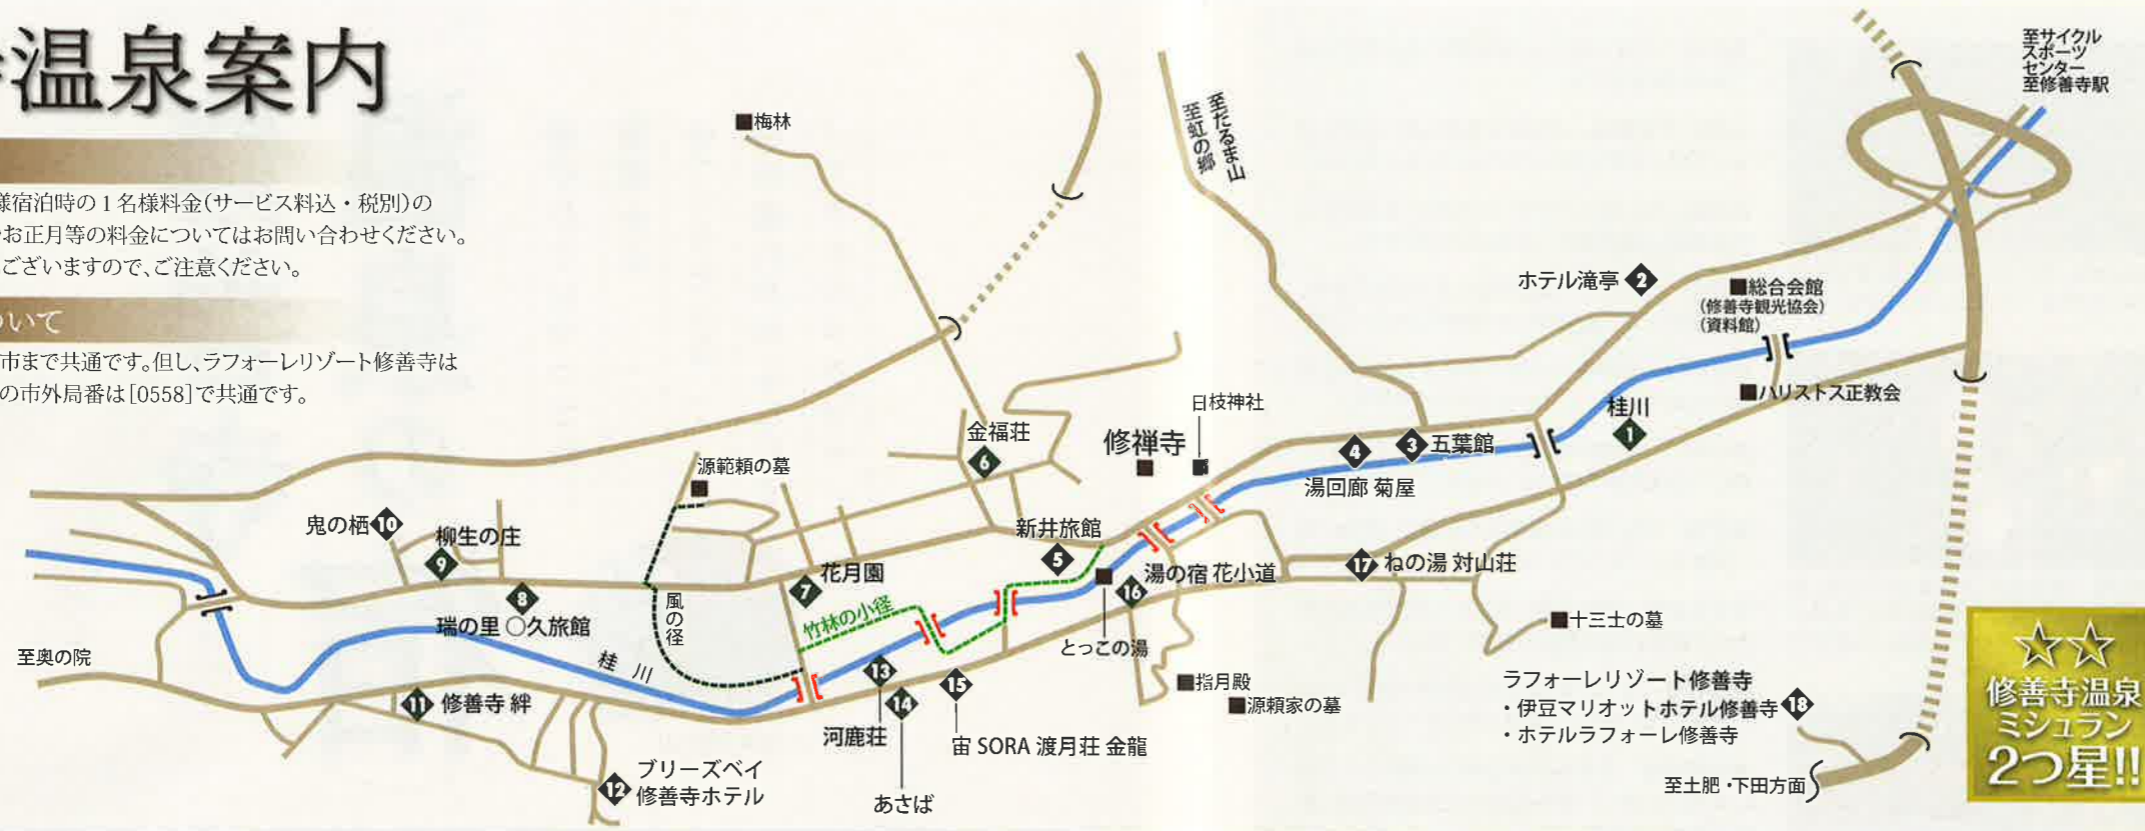 温泉案内
様宿泊時の1名様料金(サービス料込・税別)の
お正月等の料金についてはお問い合わせください。
ございますので、ご注意ください。
ついて
市まで共通です。但し、ラフォーレリゾート修善寺は
の市外局番は[0558]で共通です。
■梅林
至だるま山
至虹の郷
至サイクル
スポーツ
センター
至修善寺駅
ホテル滝亭 2
■総合会館
(修善寺観光協会)
(資料館)
■ハリストス正教会
桂川
1
日枝神社
修禅寺
金福荘
6
4
3 五葉館
湯回廊 菊屋
源範頼の墓
鬼の栖 10
柳生の庄
9
新井旅館
5
7 花月園
8
瑞の里 ○久旅館
風の径
竹林の小径
16 湯の宿 花小道
17 ねの湯 対山荘
とっこの湯
■十三士の墓
至奥の院
桂川
11 修善寺 絆
13
14
15
河鹿荘
あさば
宙 SORA 渡月荘 金龍
■指月殿
■源頼家の墓
12 ブリーズベイ
修善寺ホテル
ラフォーレリゾート修善寺
・伊豆マリオットホテル修善寺 18
・ホテルラフォーレ修善寺
至土肥・下田方面
☆☆
修善寺温泉
ミシュラン
2つ星!!